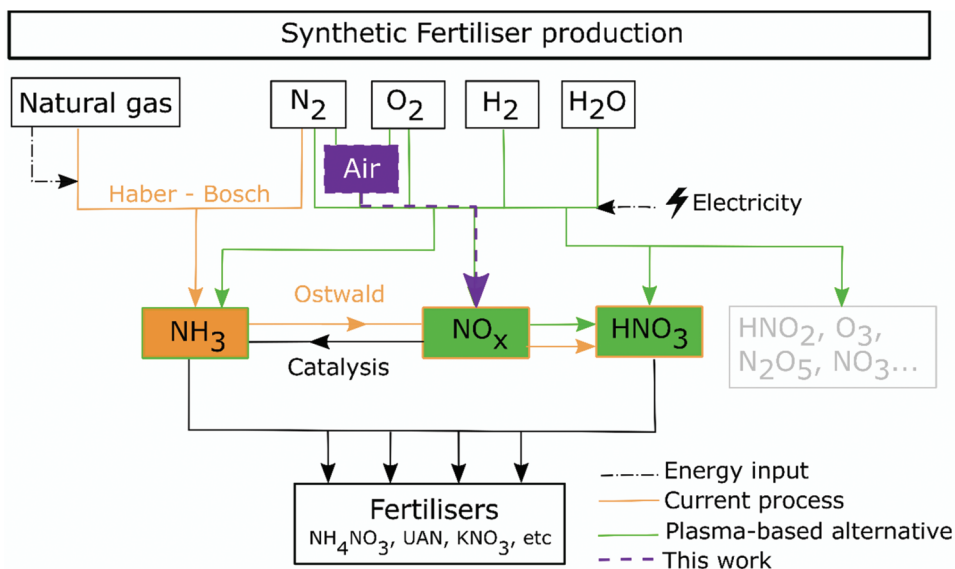 Synthetic Fertiliser production
Natural gas
N2
O2
H2
H2O
Air
Haber - Bosch
Electricity
Ostwald
NH3
NOx
HNO3
HNO2, O3,
N2O5, NO3...
Catalysis
Fertilisers
NH4NO3, UAN, KNO3, etc
Energy input
Current process
Plasma-based alternative
This work